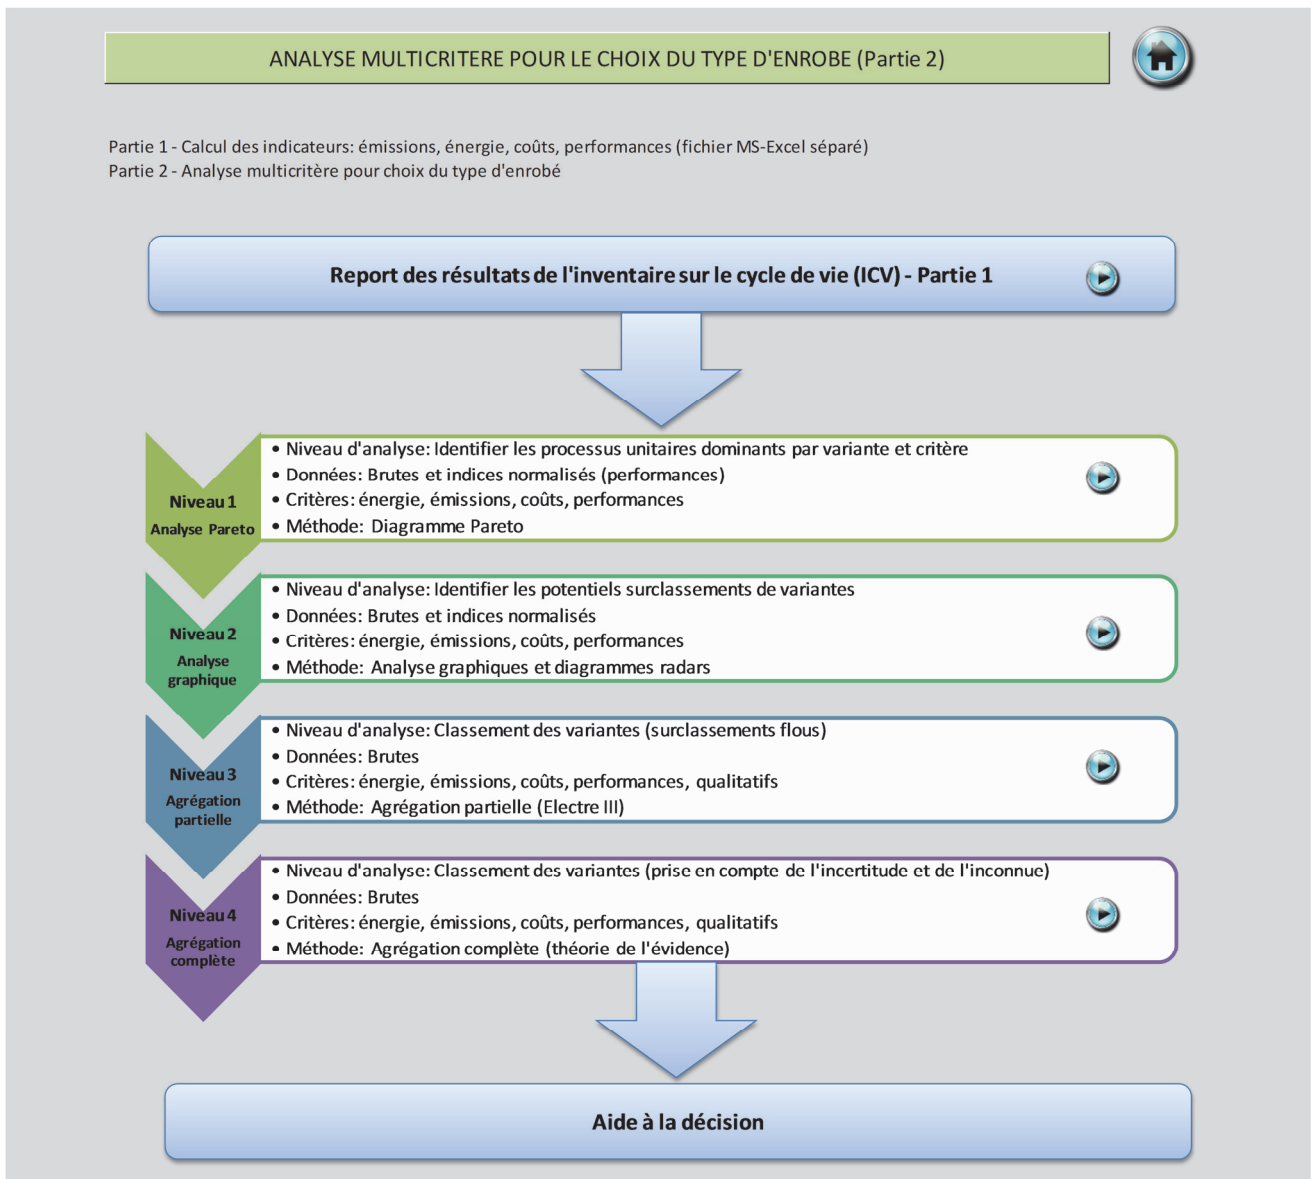 ANALYSE MULTICRITERE POUR LE CHOIX DU TYPE D'ENROBE (Partie 2)
Partie 1 - Calcul des indicateurs: émissions, énergie, coûts, performances (fichier MS-Excel séparé)
Partie 2 - Analyse multicritère pour choix du type d'enrobé
Report des résultats de l'inventaire sur le cycle de vie (ICV) - Partie 1
Niveau 1
Analyse Pareto
• Niveau d'analyse: Identifier les processus unitaires dominants par variante et critère
• Données: Brutes et indices normalisés (performances)
• Critères: énergie, émissions, coûts, performances
• Méthode: Diagramme Pareto
Niveau 2
Analyse
graphique
• Niveau d'analyse: Identifier les potentiels surclassements de variantes
• Données: Brutes et indices normalisés
• Critères: énergie, émissions, coûts, performances
• Méthode: Analyse graphiques et diagrammes radars
Niveau 3
Agrégation
partielle
• Niveau d'analyse: Classement des variantes (surclassements flous)
• Données: Brutes
• Critères: énergie, émissions, coûts, performances, qualitatifs
• Méthode: Agrégation partielle (Electre III)
Niveau 4
Agrégation
complète
• Niveau d'analyse: Classement des variantes (prise en compte de l'incertitude et de l'inconnue)
• Données: Brutes
• Critères: énergie, émissions, coûts, performances, qualitatifs
• Méthode: Agrégation complète (théorie de l'évidence)
Aide à la décision